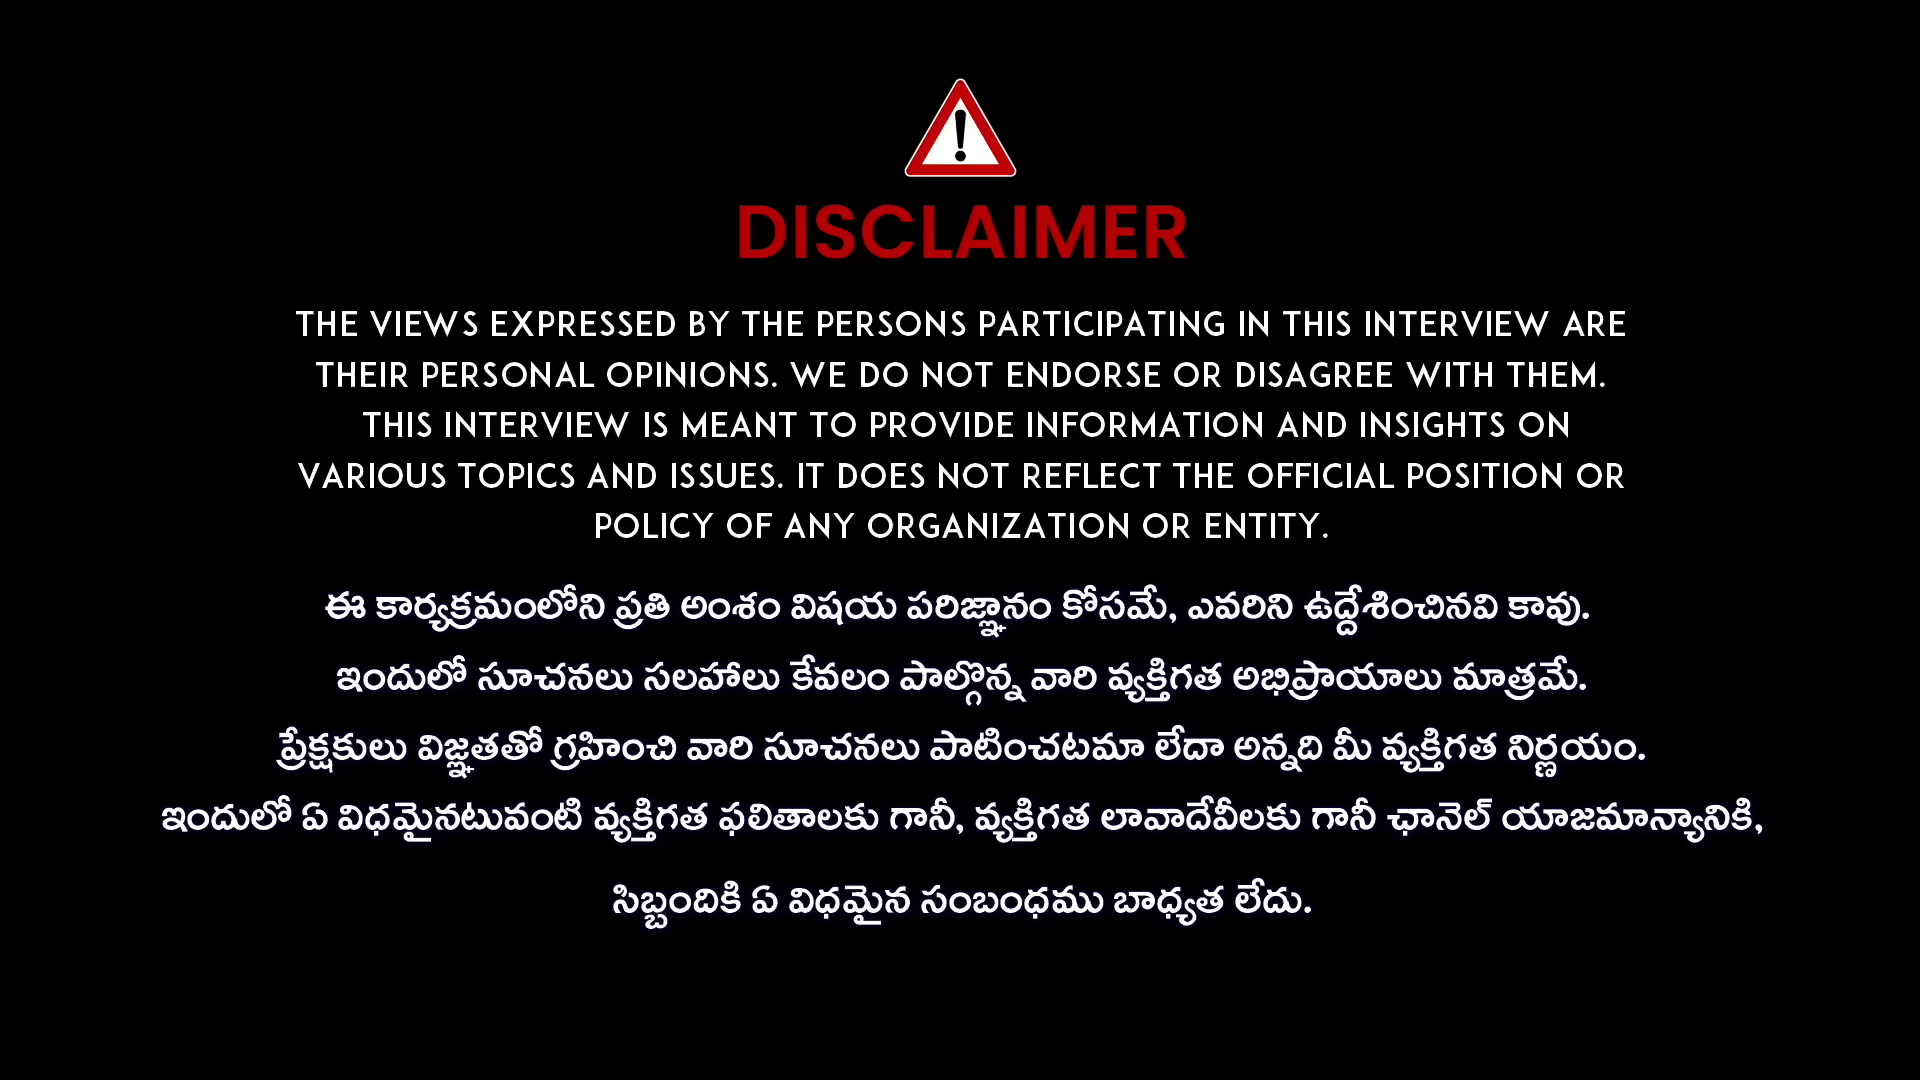 DISCLAIMER
THE VIEWS EXPRESSED BY THE PERSONS PARTICIPATING IN THIS INTERVIEW ARE
THEIR PERSONAL OPINIONS. WE DO NOT ENDORSE OR DISAGREE WITH THEM.
THIS INTERVIEW IS MEANT TO PROVIDE INFORMATION AND INSIGHTS ON
VARIOUS TOPICS AND ISSUES. IT DOES NOT REFLECT THE OFFICIAL POSITION OR
POLICY OF ANY ORGANIZATION OR ENTITY.
ఈ కార్యక్రమంలోని ప్రతి అంశం విషయ పరిజ్ఞానం కోసమే, ఎవరిని ఉద్దేశించినవి కావు.
ఇందులో సూచనలు సలహాలు కేవలం పాల్గొన్న వారి వ్యక్తిగత అభిప్రాయాలు మాత్రమే.
ప్రేక్షకులు విజ్ఞతతో గ్రహించి వారి సూచనలు పాటించటమా లేదా అన్నది మీ వ్యక్తిగత నిర్ణయం.
ఇందులో ఏ విధమైనటువంటి వ్యక్తిగత ఫలితాలకు గానీ, వ్యక్తిగత లావాదేవీలకు గానీ ఛానెల్ యాజమాన్యానికి,
సిబ్బందికి ఏ విధమైన సంబంధము బాధ్యత లేదు.